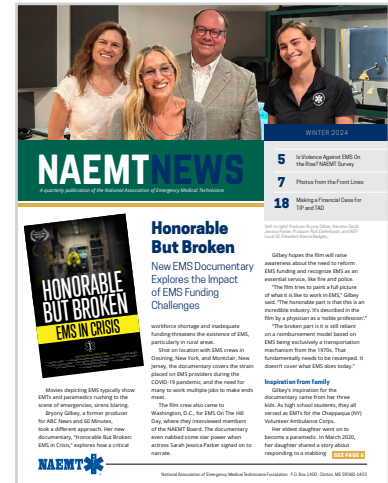 WINTER 2024
NAEMTNEWS
A quarterly publication of the National Association of Emergency Medical Technicians
5 Is Violence Against EMS On
the Rise? NAEMT Survey
7 Photos from the Front Lines
18 Making a Financial Case for
TIP and TAD
(left to right) Producer Bryony Gilbey, Narrator Sarah
Jessica Parker, Producer
HONORABLE
BUT BROKEN
EMS IN CRISIS
Honorable
But Broken
New EMS Documentary
Explores the Impact
of EMS Funding
Challenges
Movies depicting EMS typically show
EMTs and paramedics rushing to the
scene of emergencies, sirens blaring.
Bryony Gilbey, a former producer
for ABC News and 60 Minutes,
took a different approach. Her new
documentary, "Honorable But Broken:
EMS in Crisis," explores how a critical
workforce shortage and inadequate
funding threatens the existence of EMS,
particularly in rural areas.
Shot on location with EMS crews in
Ossining, New York, and Montclair, New
Jersey, the documentary covers the strain
placed on EMS providers during the
COVID-19 pandemic, and the need for
many to work multiple jobs to make ends
meet.
The film crew also came to
Washington, D.C., for EMS On The Hill
Day, where they interviewed members
of the NAEMT Board. The documentary
even nabbed some star power when
actress Sarah Jessica Parker signed on to
narrate.
Gilbey hopes the film will raise
awareness about the need to reform
EMS funding and recognize EMS as an
essential service, like fire and police.
"The film tries to paint a full picture
of what it is like to work in EMS," Gilbey
said. "The honorable part is that this is an
incredible industry. It's described in the
film by a physician as a 'noble profession.'
"The broken part is it is still reliant
on a reimbursement model based on
EMS being exclusively a transportation
mechanism from the 1970s. That
fundamentally needs to be revamped. It
doesn't cover what EMS does today."
Inspiration from family
Gilbey's inspiration for the
documentary came from her three
kids. As high school students, they all
served as EMTs for the Chappaqua (NY)
Volunteer Ambulance Corps.
Her eldest daughter went on to
become a paramedic. In March 2020,
her daughter shared a story about
responding to a stabbing SEE PAGE 6
NAEMT
National Association of Emergency Medical Technicians Foundation P.O. Box 1400 Clinton, MS 39060-1400